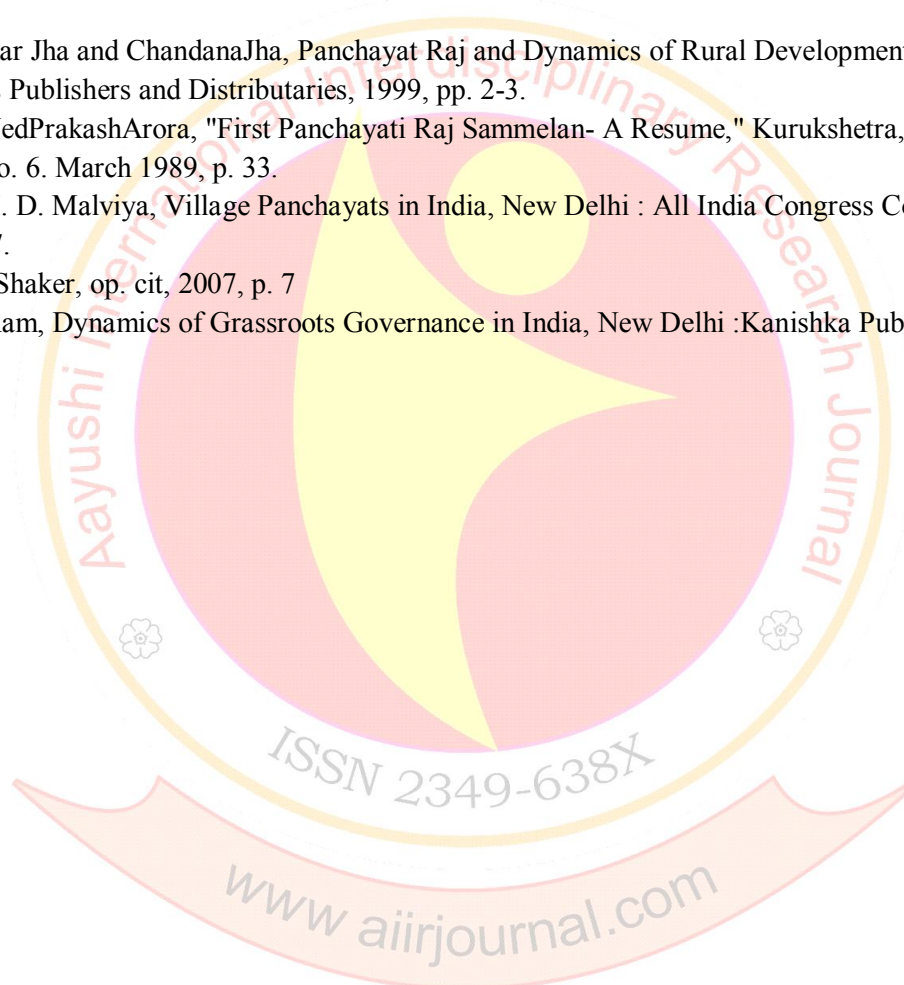 ar Jha and ChandanaJha, Panchayat Raj and Dynamics of Rural Development
Publishers and Distributaries, 1999, pp. 2-3.
edPrakashArora, "First Panchayati Raj Sammelan- A Resume," Kurukshetra,
o. 6. March 1989, p. 33.
. D. Malviya, Village Panchayats in India, New Delhi : All India Congress Co
7.
Shaker, op. cit, 2007, p. 7
am, Dynamics of Grassroots Governance in India, New Delhi :Kanishka Pub
Aayushi International Interdisciplinary Research Journal
ISSN 2349-638X
www aiirjournal.com